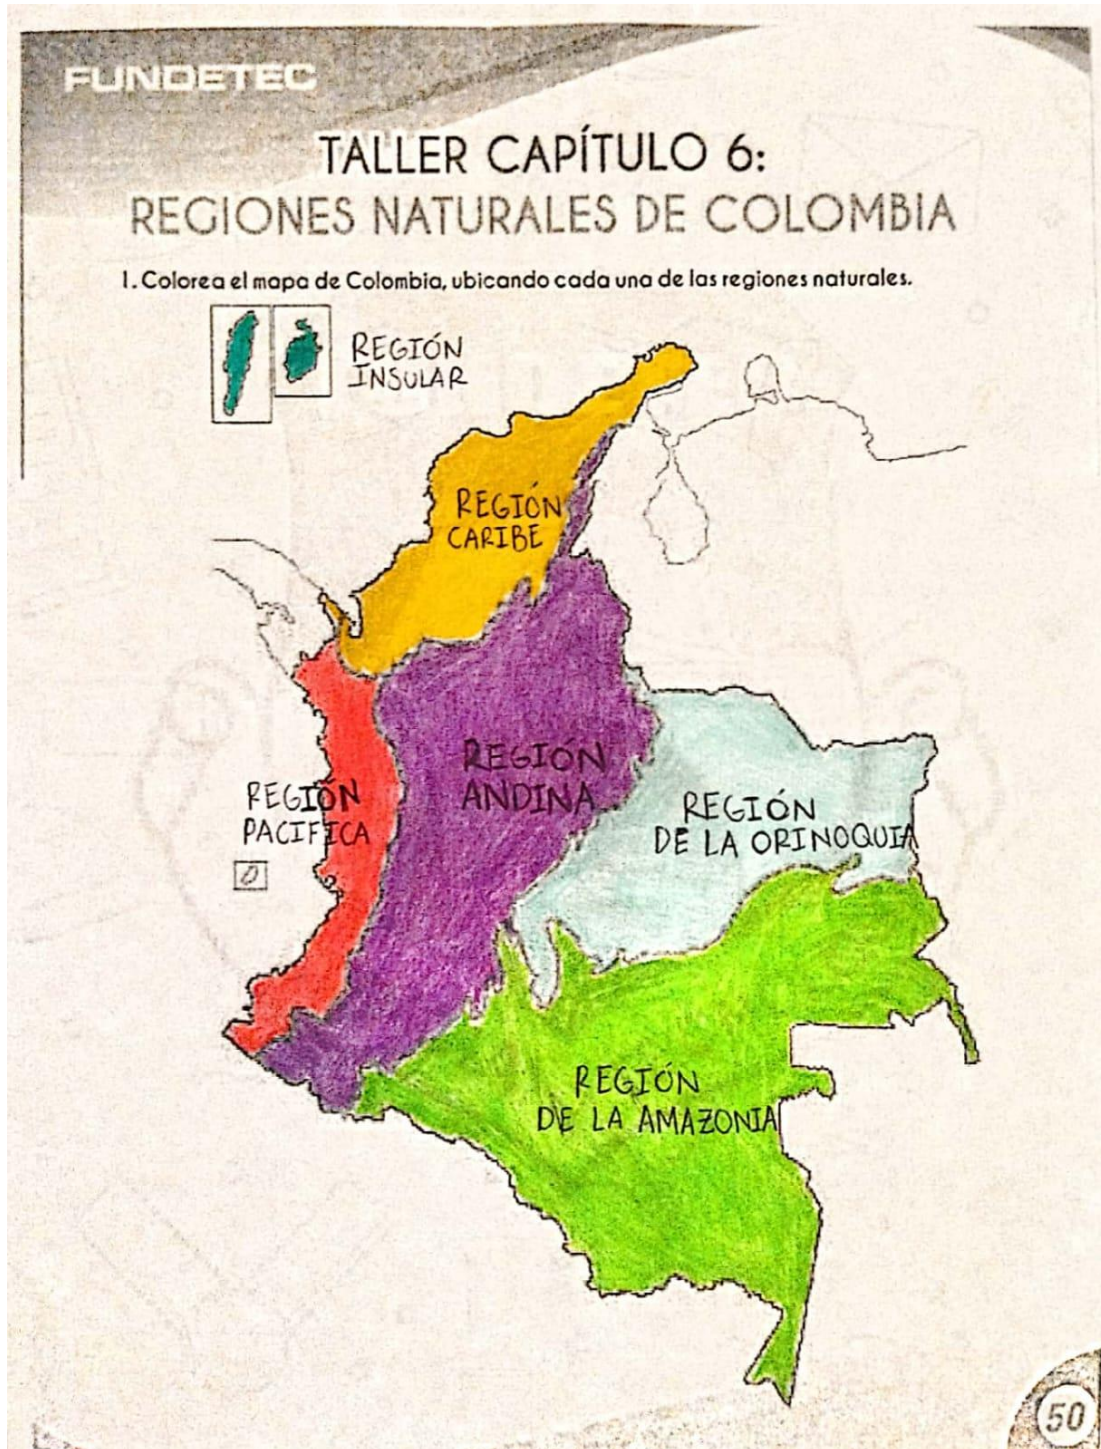 FUNDETEC
TALLER CAPÍTULO 6:
REGIONES NATURALES DE COLOMBIA
1. Colorea el mapa de Colombia, ubicando cada una de las regiones naturales.
REGIÓN
INSULAR
REGIÓN
CARIBE
REGIÓN
ANDINA
REGIÓN
PACIFICA
REGIÓN
DE LA ORINOQUIA
REGIÓN
DE LA AMAZONIA
50